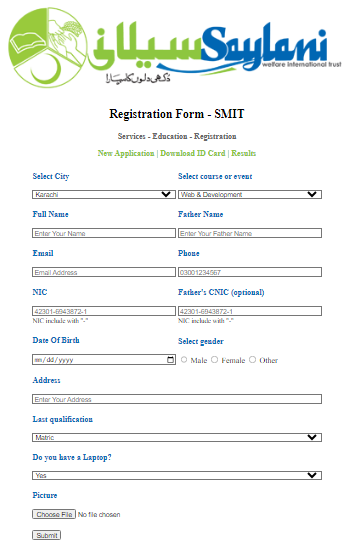 سیلانی Saylani
welfare international trust
دُکھی دلوں کا سہارا
Registration Form - SMIT
Services - Education - Registration
New Application | Download ID Card | Results
Select City Select course or event
Karachi Web & Development
Full Name Father Name
Enter Your Name Enter Your Father Name
Email Phone
Email Address 03001234567
NIC Father's CNIC (optional)
42301-6943872-1 42301-6943872-1
NIC include with "-" NIC include with "-"
Date Of Birth Select gender
mm/dd/yyyy Male Female Other
Address
Enter Your Address
Last qualification
Matric
Do you have a Laptop?
Yes
Picture
Choose File No file chosen
Submit